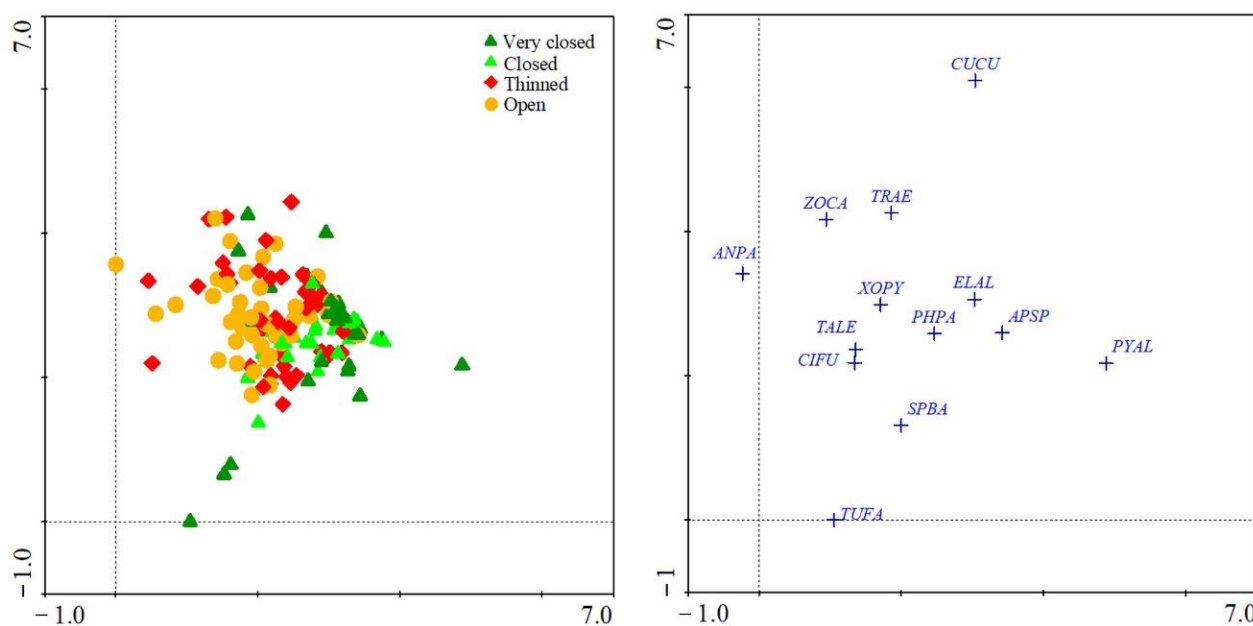 7.0
Very closed
Closed
Thinned
Open
−1.0
−1.0
7.0
7.0
CUCU
ZOCA
TRAE
ANPA
XOPY
ELAL
TALE
PHPA
APSP
CIFU
PYAL
SPBA
TUFA
−1
−1.0
7.0